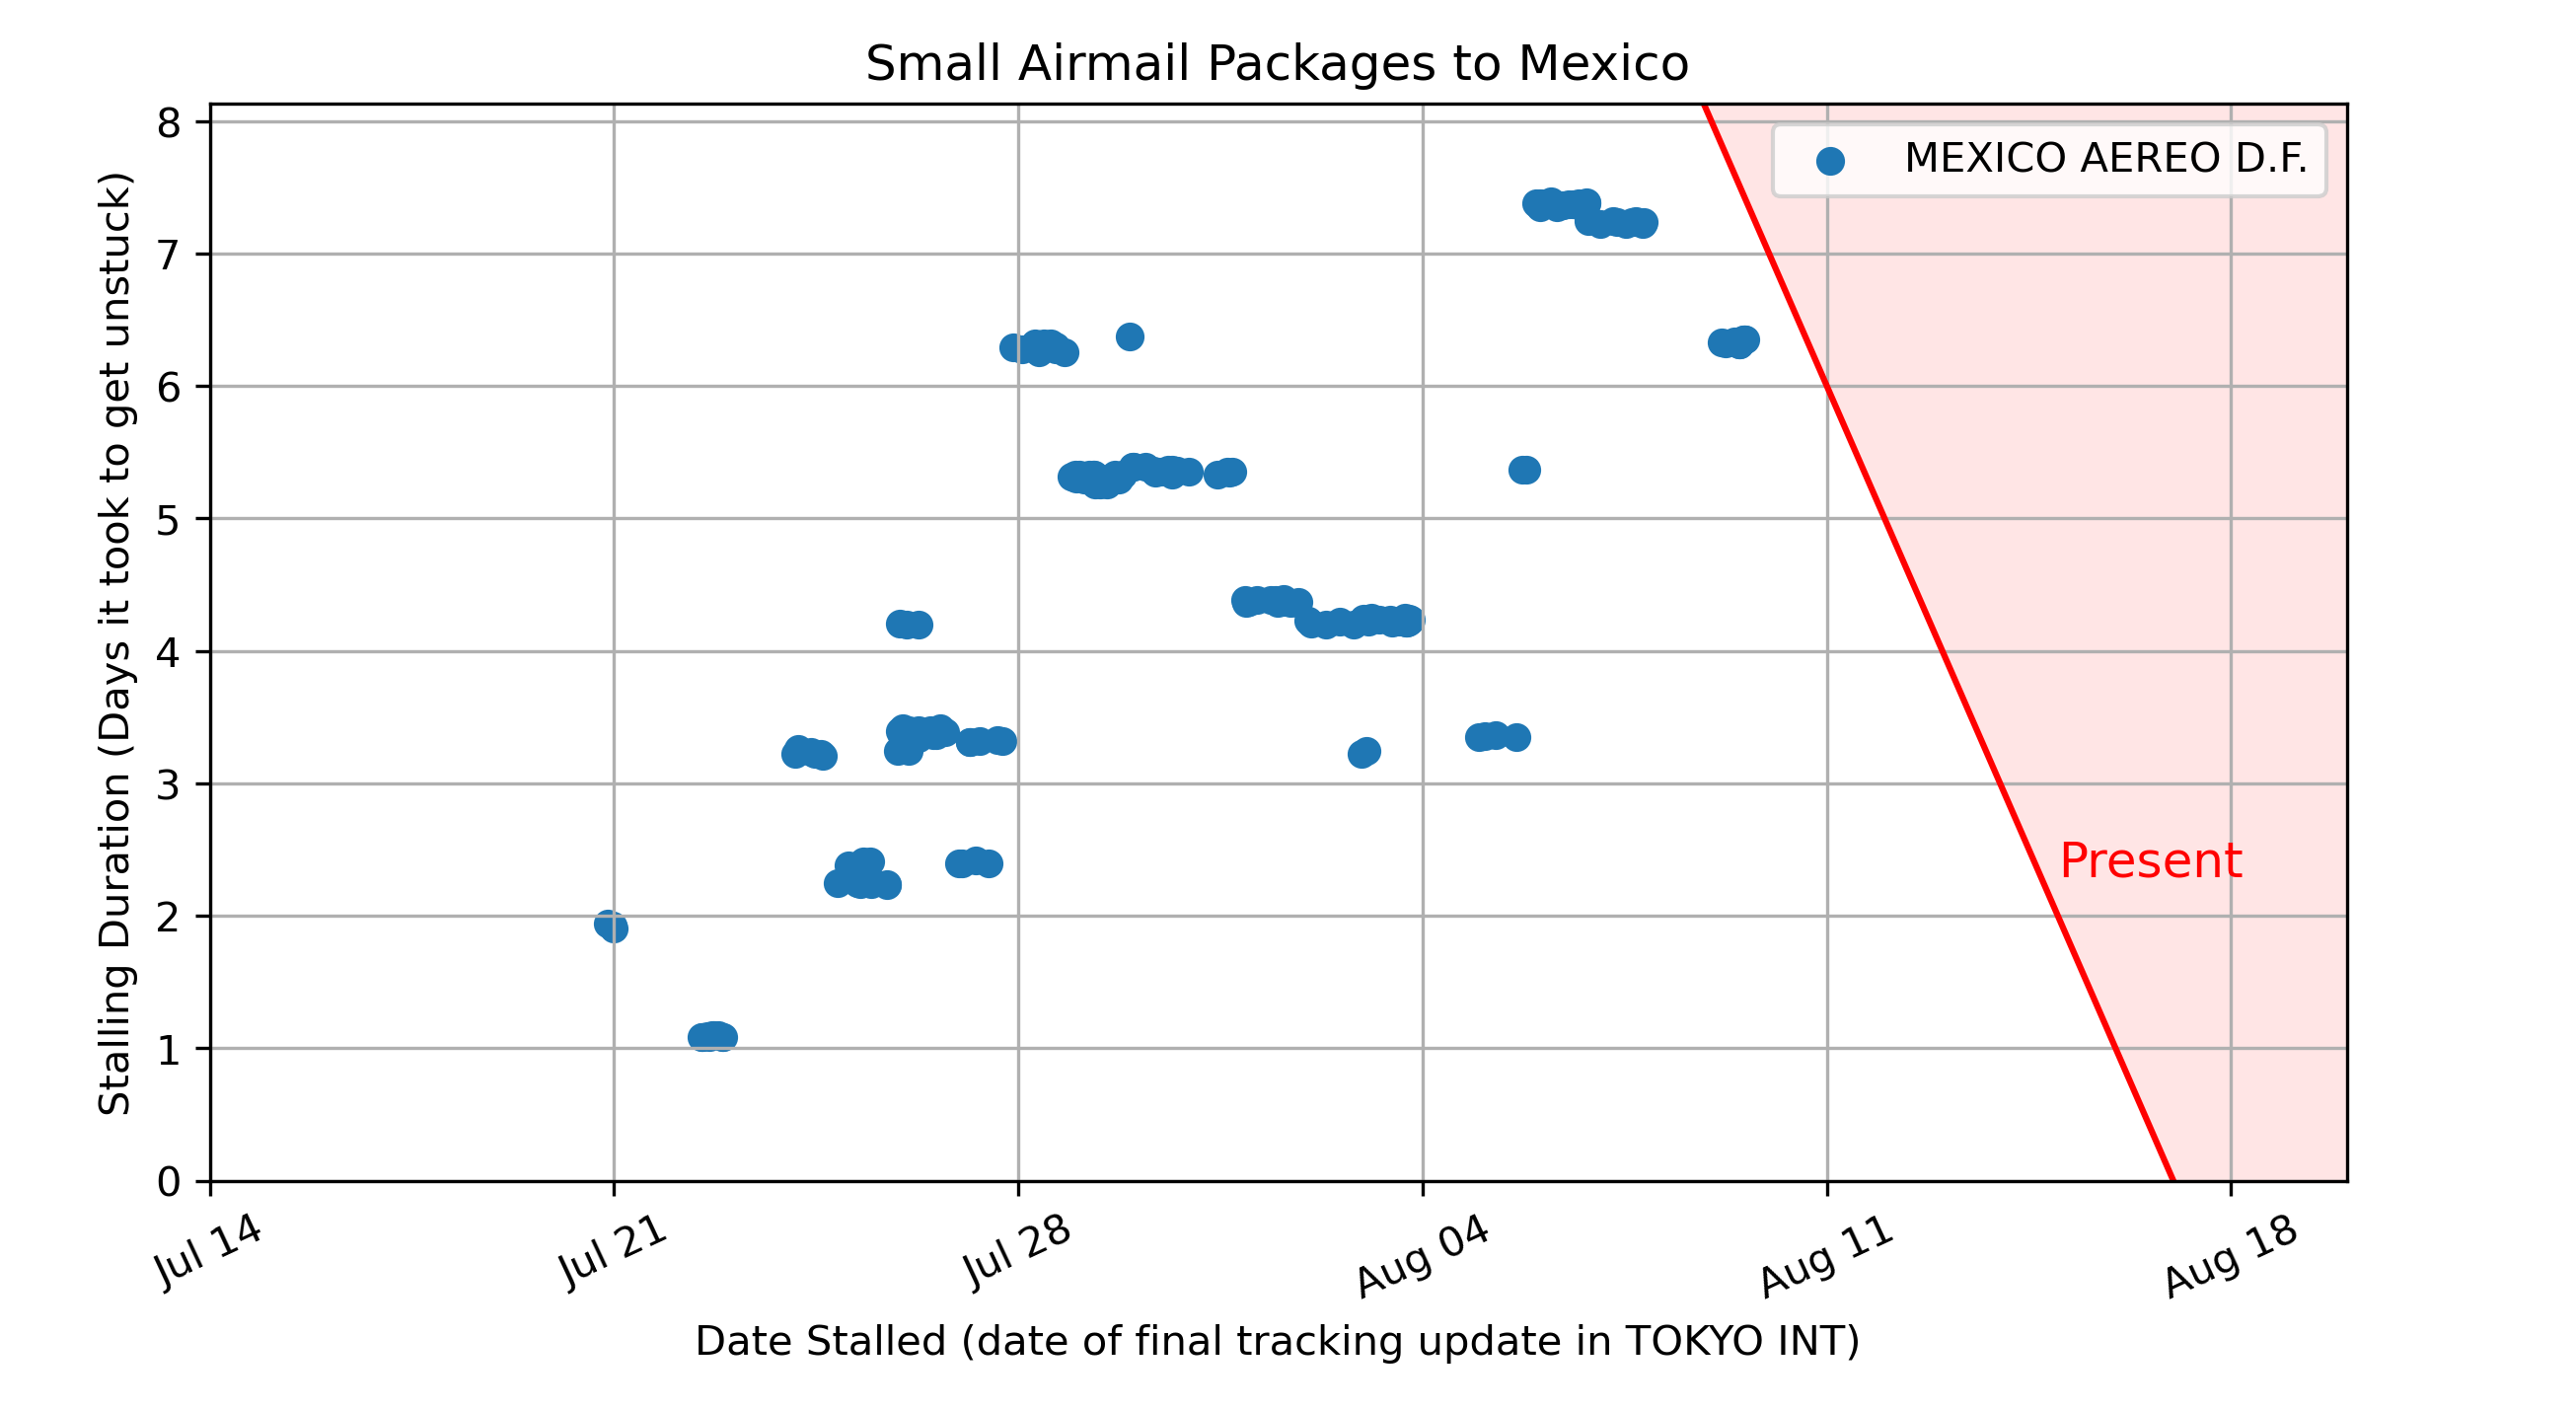 Small Airmail Packages to Mexico
Stalling Duration (Days it took to get unstuck)
8
7
6
5
4
3
2
1
0
MEXICO AEREO D.F.
Present
Jul 14
Jul 21
Jul 28
Aug 04
Aug 11
Aug 18
Date Stalled (date of final tracking update in TOKYO INT)